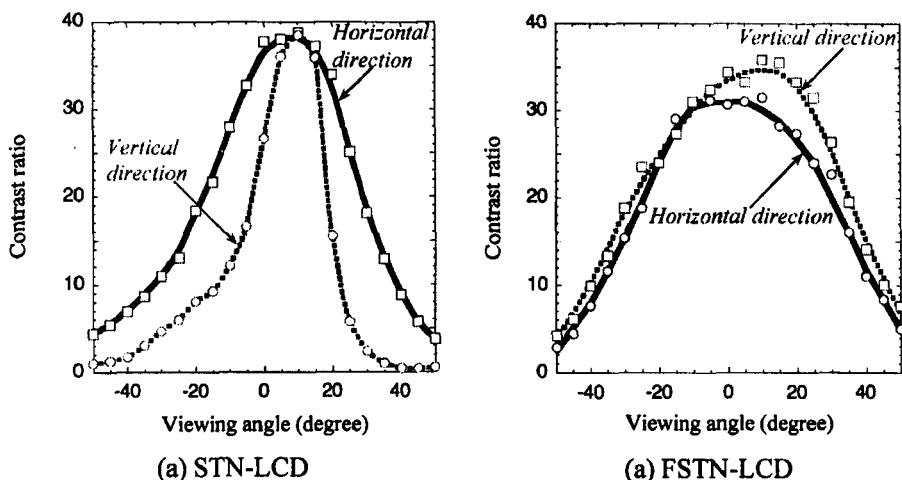 40
30
20
10
0
Contrast ratio
Horizontal
direction
Vertical
direction
-40
-20
0
20
40
Viewing angle (degree)
(a) STN-LCD
40
30
20
10
0
Contrast ratio
Vertical direction
Horizontal direction
-40
-20
0
20
40
Viewing angle (degree)
(a) FSTN-LCD